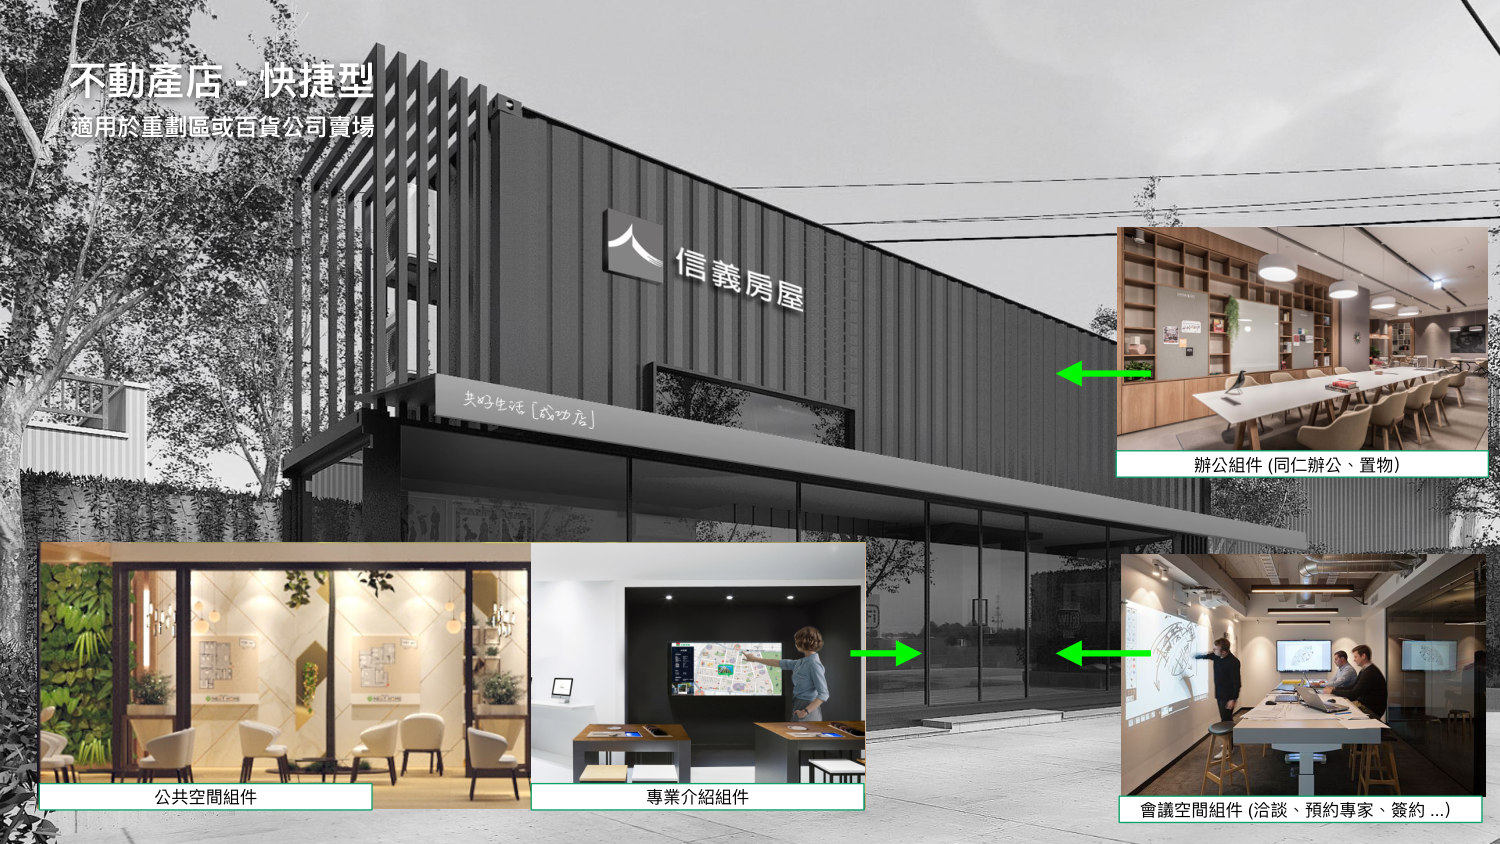 不動產店 - 快捷型
適用於重劃區或百貨公司賣場
信義房屋
共好生活 [成功店]
辦公組件 (同仁辦公、置物)
公共空間組件
專業介紹組件
會議空間組件 (洽談、預約專家、簽約 ...)